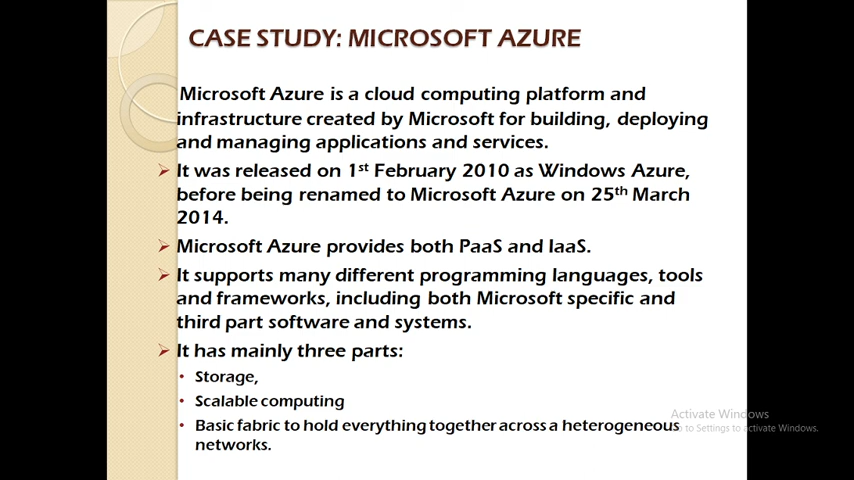 CASE STUDY: MICROSOFT AZURE
Microsoft Azure is a cloud computing platform and
infrastructure created by Microsoft for building, deploying
and managing applications and services.
It was released on 1st February 2010 as Windows Azure,
before being renamed to Microsoft Azure on 25th March
2014.
Microsoft Azure provides both PaaS and IaaS.
It supports many different programming languages, tools
and frameworks, including both Microsoft specific and
third part software and systems.
It has mainly three parts:
• Storage,
• Scalable computing
• Basic fabric to hold everything together across a heterogeneous
networks.
Activate Windows
to Settings to activate Windows.